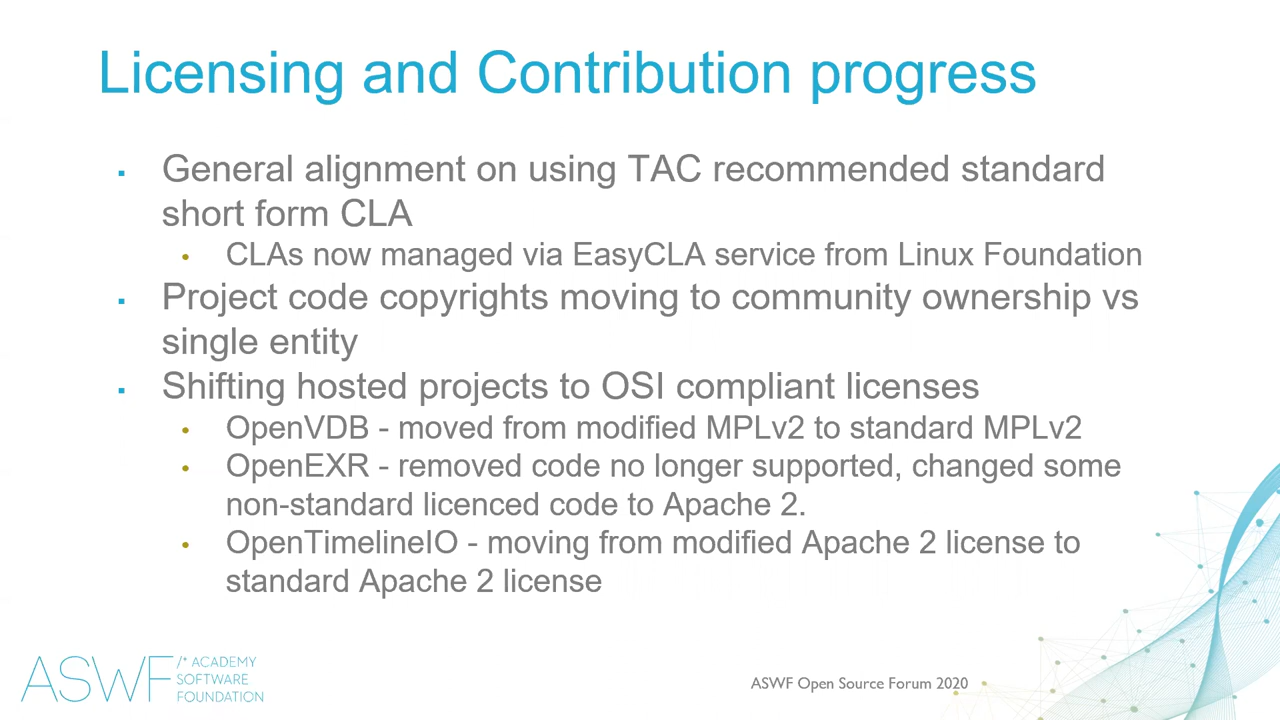 Licensing and Contribution progress
▪ General alignment on using TAC recommended standard
short form CLA
• CLAs now managed via EasyCLA service from Linux Foundation
▪ Project code copyrights moving to community ownership vs
single entity
▪ Shifting hosted projects to OSI compliant licenses
• OpenVDB - moved from modified MPLv2 to standard MPLv2
• OpenEXR - removed code no longer supported, changed some
non-standard licenced code to Apache 2.
• OpenTimelineIO - moving from modified Apache 2 license to
standard Apache 2 license
ASWF /* ACADEMY
SOFTWARE
FOUNDATION
ASWF Open Source Forum 2020